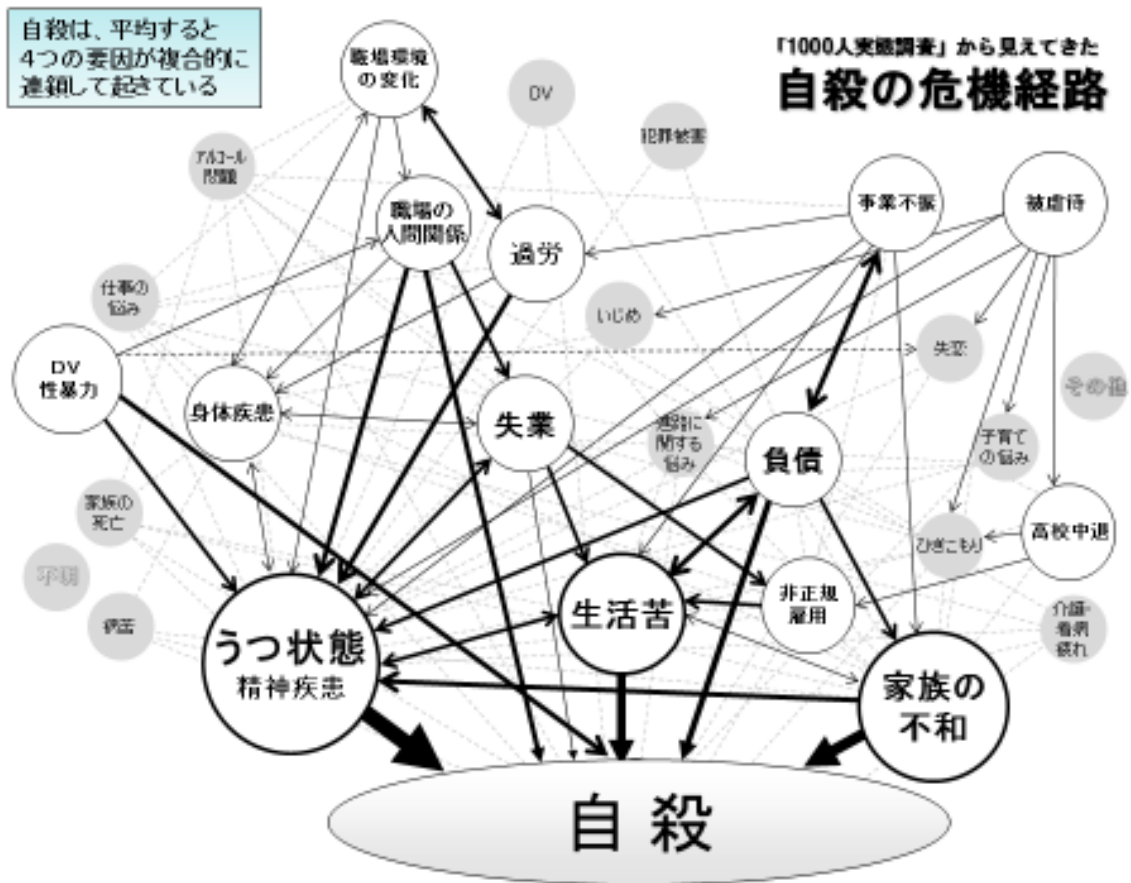 自殺は、平均すると
4つの要因が複合的に
連鎖して起きている
「1000人実態調査」から見えてきた
自殺の危機経路
職場環境
の変化
DV
犯罪被害
アルコール
問題
職場の
人間関係
過労
事業不振
被虐待
仕事の
悩み
いじめ
失恋
DV
性暴力
その他
身体疾患
失業
進路に
関する
悩み
負債
子育て
の悩み
家族の
死亡
ひきこもり
高校中退
不明
病苦
うつ状態
精神疾患
生活苦
非正規
雇用
介護・
看病
疲れ
家族の
不和
自殺